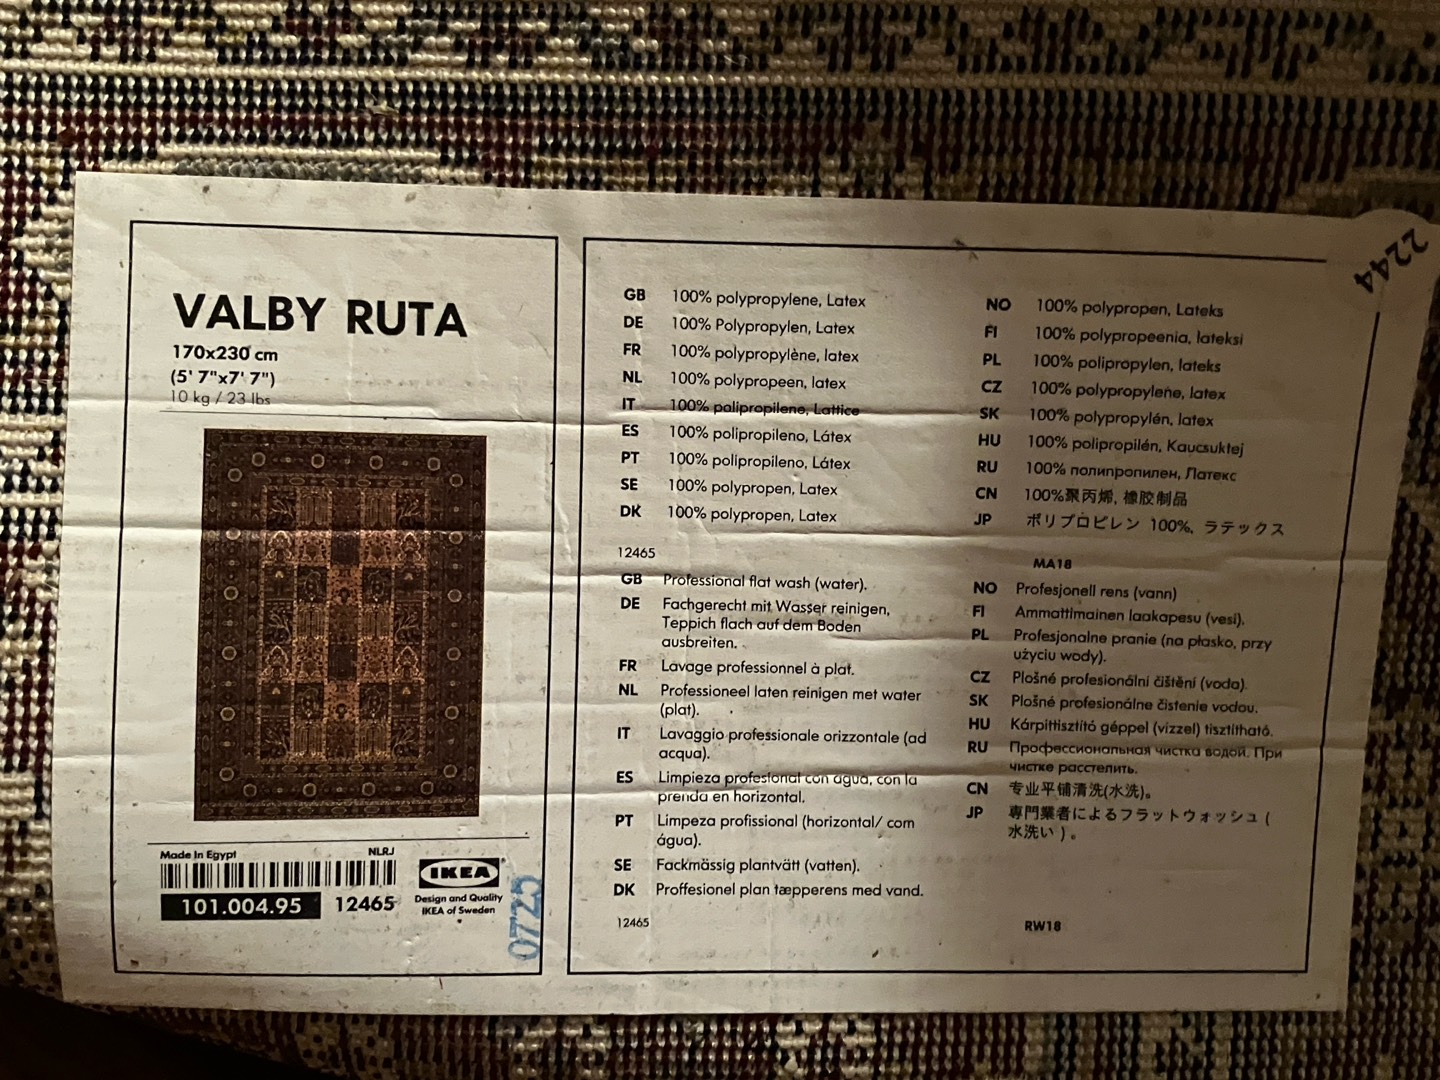 VALBY RUTA
170x230 cm
(5' 7"x7' 7")
10 kg / 23 lbs
Made In Egypt
NLRJ
101.004.95
12465
IKEA
®
Design and Quality
IKEA of Sweden
0725
2244
GB 100% polypropylene, Latex
DE 100% Polypropylen, Latex
FR 100% polypropylène, latex
NL 100% polypropeen, latex
IT 100% polipropilene, Lattice
ES 100% polipropileno, Látex
PT 100% polipropileno, Látex
SE 100% polypropen, Latex
DK 100% polypropen, Latex
12465
NO 100% polypropen, Lateks
FI 100% polypropeenia, lateksi
PL 100% polipropylen, lateks
CZ 100% polypropylene, latex
SK 100% polypropylén, latex
HU 100% polipropilén, Kaucsuktej
RU 100% полипропилен, Латекс
CN 100%聚丙烯, 橡胶制品
JP ポリプロピレン 100%, ラテックス
MA18
GB Professional flat wash (water).
DE Fachgerecht mit Wasser reinigen,
Teppich flach auf dem Boden
ausbreiten.
FR Lavage professionnel à plat.
NL Professioneel laten reinigen met water
(plat).
IT Lavaggio professionale orizzontale (ad
acqua).
ES Limpieza profesional con agua, con la
prenda en horizontal.
PT Limpeza profissional (horizontal/ com
água).
SE Fackmässig plantvätt (vatten).
DK Proffesionel plan tæpperens med vand.
12465
NO Profesjonell rens (vann)
FI Ammattimainen laakapesu (vesi).
PL Profesjonalne pranie (na płasko, przy
użyciu wody).
CZ Plošné profesionální čištění (voda).
SK Plošné profesionálne čistenie vodou.
HU Kárpittisztító géppel (vizzel) tisztítható.
RU Профессиональная чистка водой. При
чистке расстелить.
CN 专业平铺清洗(水洗)。
JP 専門業者によるフラットウォッシュ (
水洗い) 。
RW18